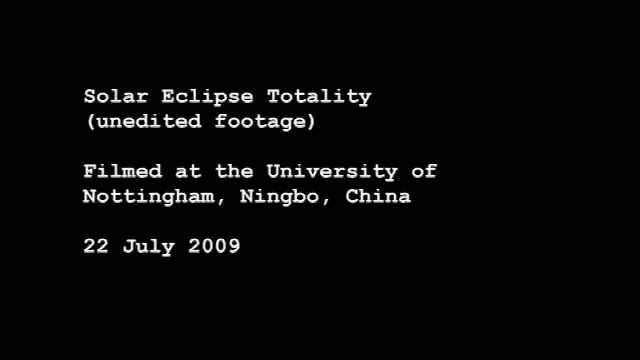 Solar Eclipse Totality
(unedited footage)
Filmed at the University of
Nottingham, Ningbo, China
22 July 2009